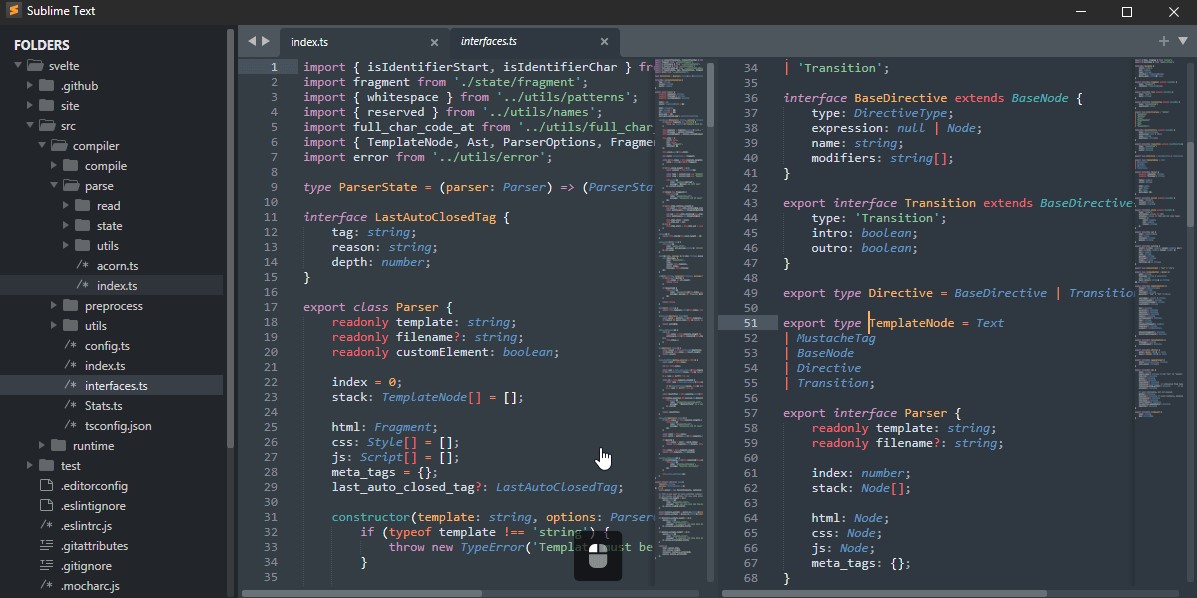 Sublime Text
FOLDERS
svelte
.github
site
src
compiler
compile
parse
read
state
utils
/* acorn.ts
/* index.ts
preprocess
utils
/* config.ts
/* index.ts
/* interfaces.ts
/* Stats.ts
/* tsconfig.json
runtime
test
.editorconfig
.eslintignore
/* .eslintrc.js
.gitattributes
.gitignore
/* .mocharc.js
index.ts
interfaces.ts
1 import { isIdentifierStart, isIdentifierChar } fr
2 import fragment from './state/fragment';
3 import { whitespace } from '../utils/patterns';
4 import { reserved } from '../utils/names';
5 import full_char_code_at from '../utils/full_char_
6 import { TemplateNode, Ast, ParserOptions, Fragme
7 import error from '../utils/error';
8
9 type ParserState = (parser: Parser) => (ParserSta
10
11 interface LastAutoClosedTag {
12 tag: string;
13 reason: string;
14 depth: number;
15 }
16
17 export class Parser {
18 readonly template: string;
19 readonly filename?: string;
20 readonly customElement: boolean;
21
22 index = 0;
23 stack: TemplateNode[] = [];
24
25 html: Fragment;
26 css: Style[] = [];
27 js: Script[] = [];
28 meta_tags = {};
29 last_auto_closed_tag?: LastAutoClosedTag;
30
31 constructor(template: string, options: Parser
32 if (typeof template !== 'string') {
33 throw new TypeError('Template must be
34 }
35
34 | 'Transition';
35
36 interface BaseDirective extends BaseNode {
37 type: DirectiveType;
38 expression: null | Node;
39 name: string;
40 modifiers: string[];
41 }
42
43 export interface Transition extends BaseDirective
44 type: 'Transition';
45 intro: boolean;
46 outro: boolean;
47 }
48
49 export type Directive = BaseDirective | Transitio
50
51 export type TemplateNode = Text
52 | MustacheTag
53 | BaseNode
54 | Directive
55 | Transition;
56
57 export interface Parser {
58 readonly template: string;
59 readonly filename?: string;
60
61 index: number;
62 stack: Node[];
63
64 html: Node;
65 css: Node;
66 js: Node;
67 meta_tags: {};
68 }